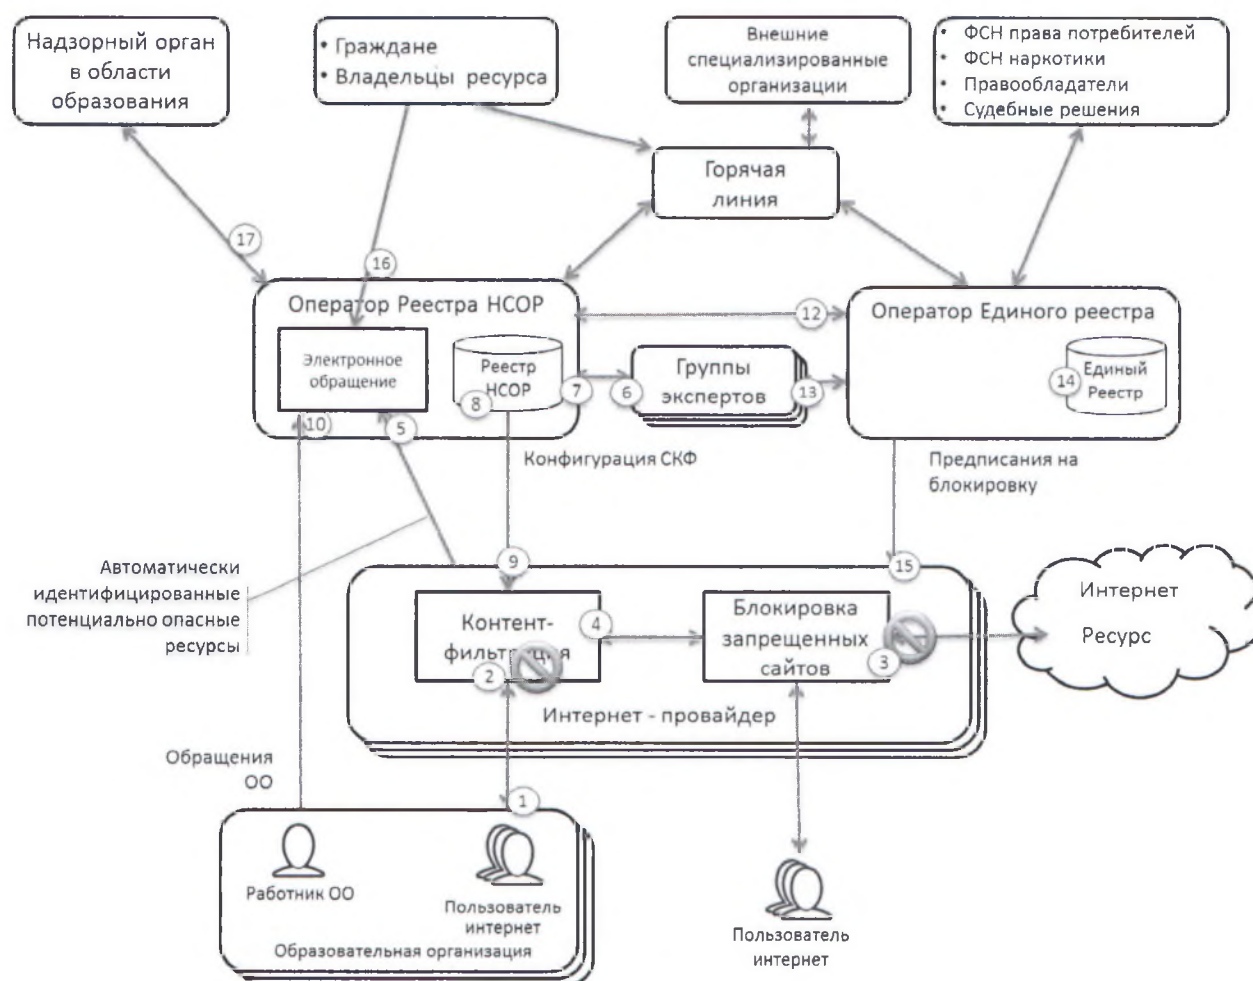 Надзорный орган
в области
образования
• Граждане
• Владельцы ресурса
Внешние
специализированные
организации
• ФСН права потребителей
• ФСН наркотики
• Правообладатели
• Судебные решения
Горячая
линия
17
16
Оператор Реестра НСОР
12
Оператор Единого реестра
Электронное
обращение
Реестр
НСОР
8
7
6
Группы
экспертов
13
14
Единый
Реестр
10
5
Конфигурация СКФ
Предписания на
блокировку
Автоматически
идентифицированные
потенциально опасные
ресурсы
9
15
Контент-
фильтрация
2
4
Блокировка
запрещенных
сайтов
3
Интернет
Ресурс
Интернет - провайдер
Обращения
ОО
1
Работник ОО
Пользователь
интернет
Образовательная организация
Пользователь
интернет